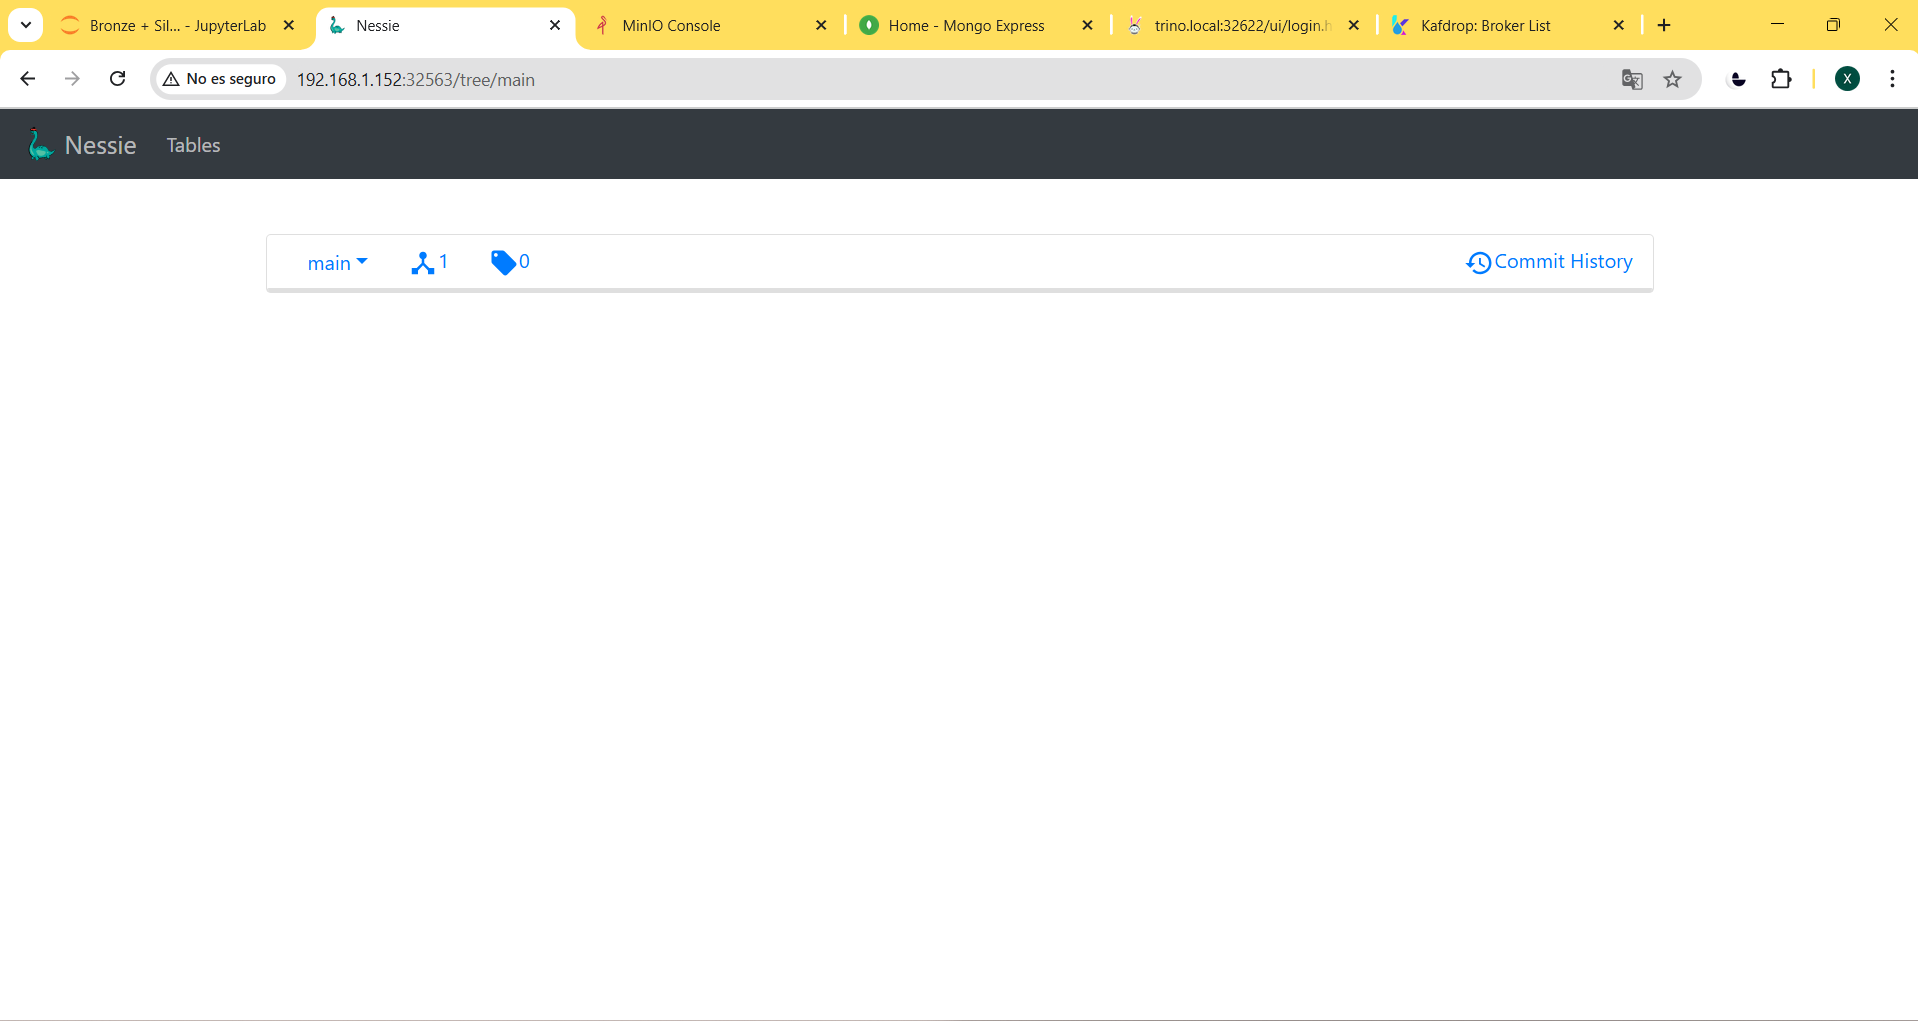 Bronze + Sil... - JupyterLab
Nessie
MinIO Console
Home - Mongo Express
trino.local:32622/ui/login.h
Kafdrop: Broker List
No es seguro
192.168.1.152:32563/tree/main
X
Nessie
Tables
main
1
0
Commit History